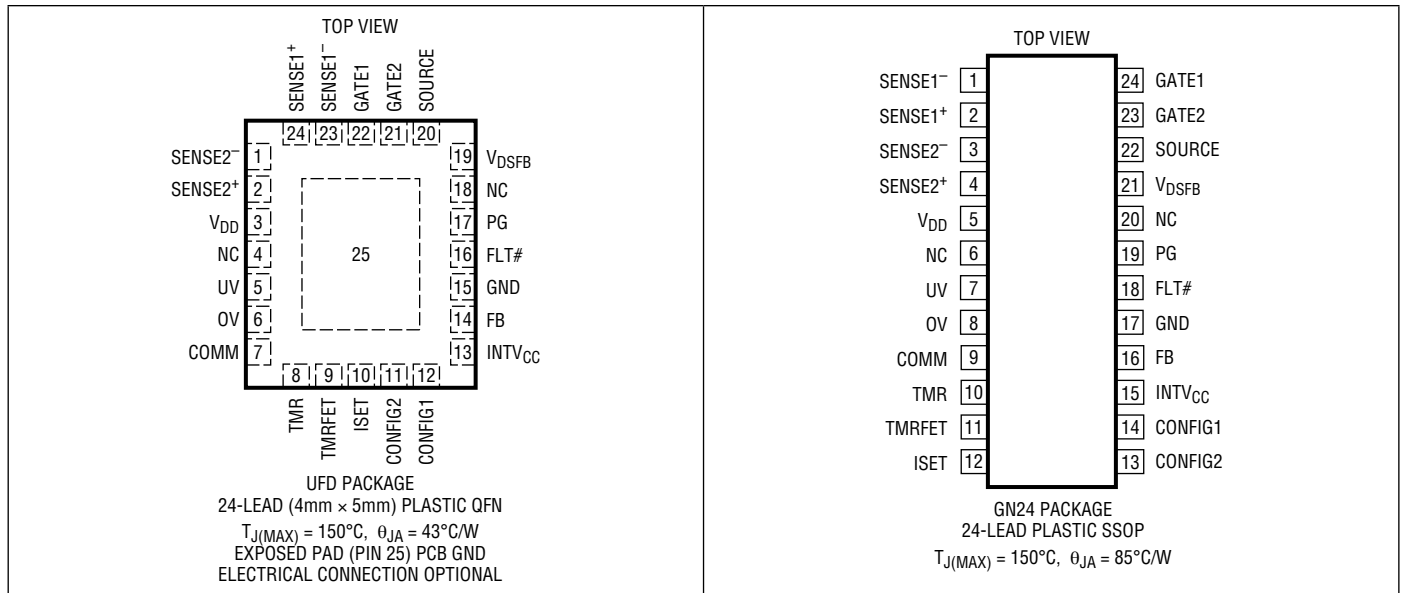 TOP VIEW
SENSE1+
SENSE1–
GATE1
GATE2
SOURCE
24 23 22 21 20
SENSE2– 1
SENSE2+ 2
VDD 3
NC 4
UV 5
OV 6
COMM 7
19 VDSFB
18 NC
17 PG
16 FLT#
15 GND
14 FB
13 INTVCC
25
8 9 10 11 12
TMR
TMRFET
ISET
CONFIG2
CONFIG1
UFD PACKAGE
24-LEAD (4mm × 5mm) PLASTIC QFN
TJ(MAX) = 150°C, θJA = 43°C/W
EXPOSED PAD (PIN 25) PCB GND
ELECTRICAL CONNECTION OPTIONAL
TOP VIEW
SENSE1– 1
SENSE1+ 2
SENSE2– 3
SENSE2+ 4
VDD 5
NC 6
UV 7
OV 8
COMM 9
TMR 10
TMRFET 11
ISET 12
24 GATE1
23 GATE2
22 SOURCE
21 VDSFB
20 NC
19 PG
18 FLT#
17 GND
16 FB
15 INTVCC
14 CONFIG1
13 CONFIG2
GN24 PACKAGE
24-LEAD PLASTIC SSOP
TJ(MAX) = 150°C, θJA = 85°C/W